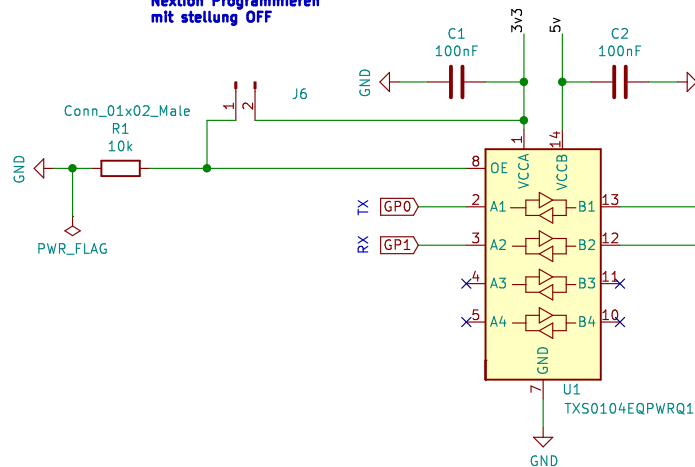 Nextion Programmieren
mit stellung OFF
3v3
5v
C1
100nF
C2
100nF
GND
J6
1
2
Conn_01x02_Male
R1
10k
GND
PWR_FLAG
1
14
VCCA
VCCB
8
OE
TX
GP0
2
A1
B1
13
RX
GP1
3
A2
B2
12
4
A3
B3
11
5
A4
B4
10
GND
7
U1
TXS0104EQPWRQ1
GND